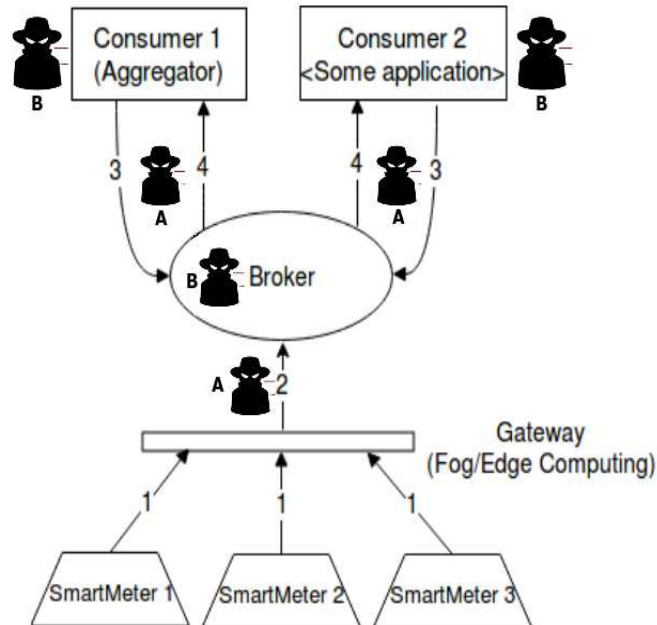 Consumer 1
(Aggregator)
Consumer 2
<Some application>
B
B
3
4
4
3
A
A
B
Broker
A
2
Gateway
(Fog/Edge Computing)
1
1
1
SmartMeter 1
SmartMeter 2
SmartMeter 3